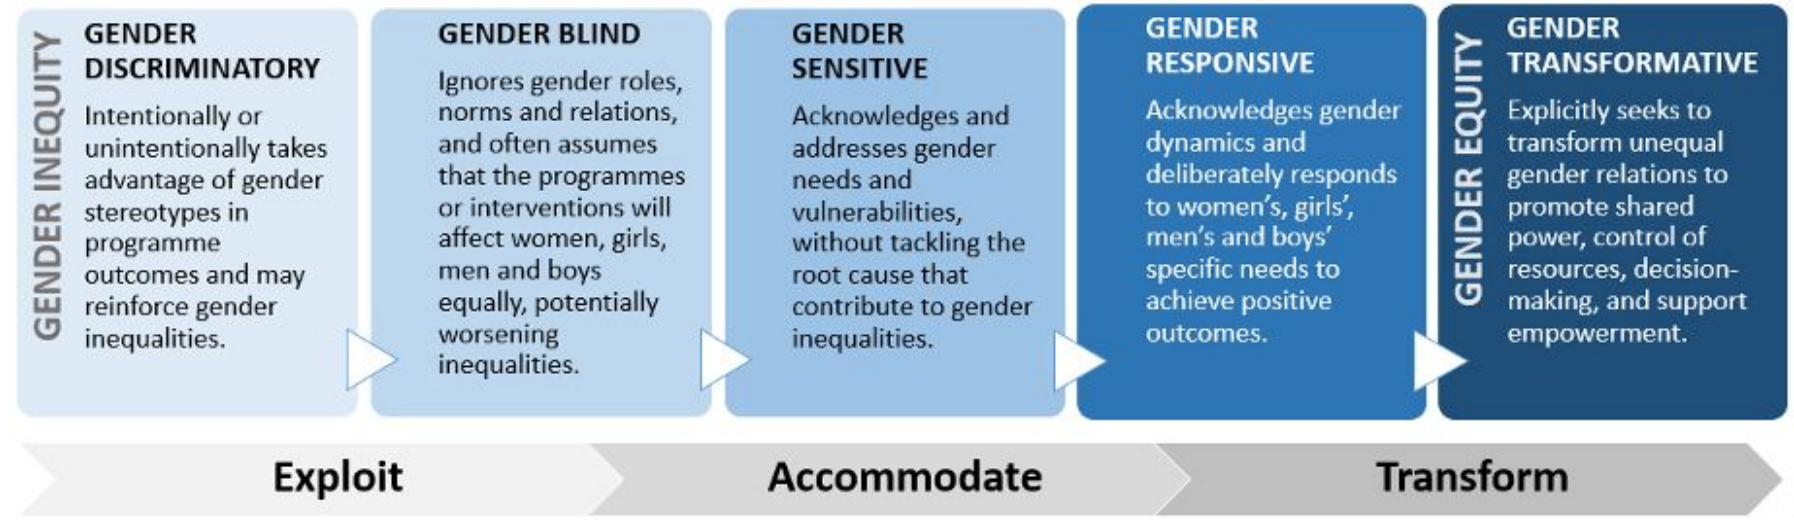 GENDER INEQUITY
GENDER
DISCRIMINATORY
Intentionally or
unintentionally takes
advantage of gender
stereotypes in
programme
outcomes and may
reinforce gender
inequalities.
GENDER BLIND
Ignores gender roles,
norms and relations,
and often assumes
that the programmes
or interventions will
affect women, girls,
men and boys
equally, potentially
worsening
inequalities.
GENDER
SENSITIVE
Acknowledges and
addresses gender
needs and
vulnerabilities,
without tackling the
root cause that
contribute to gender
inequalities.
GENDER
RESPONSIVE
Acknowledges gender
dynamics and
deliberately responds
to women's, girls',
men's and boys'
specific needs to
achieve positive
outcomes.
GENDER EQUITY
GENDER
TRANSFORMATIVE
Explicitly seeks to
transform unequal
gender relations to
promote shared
power, control of
resources, decision-
making, and support
empowerment.
Exploit
Accommodate
Transform